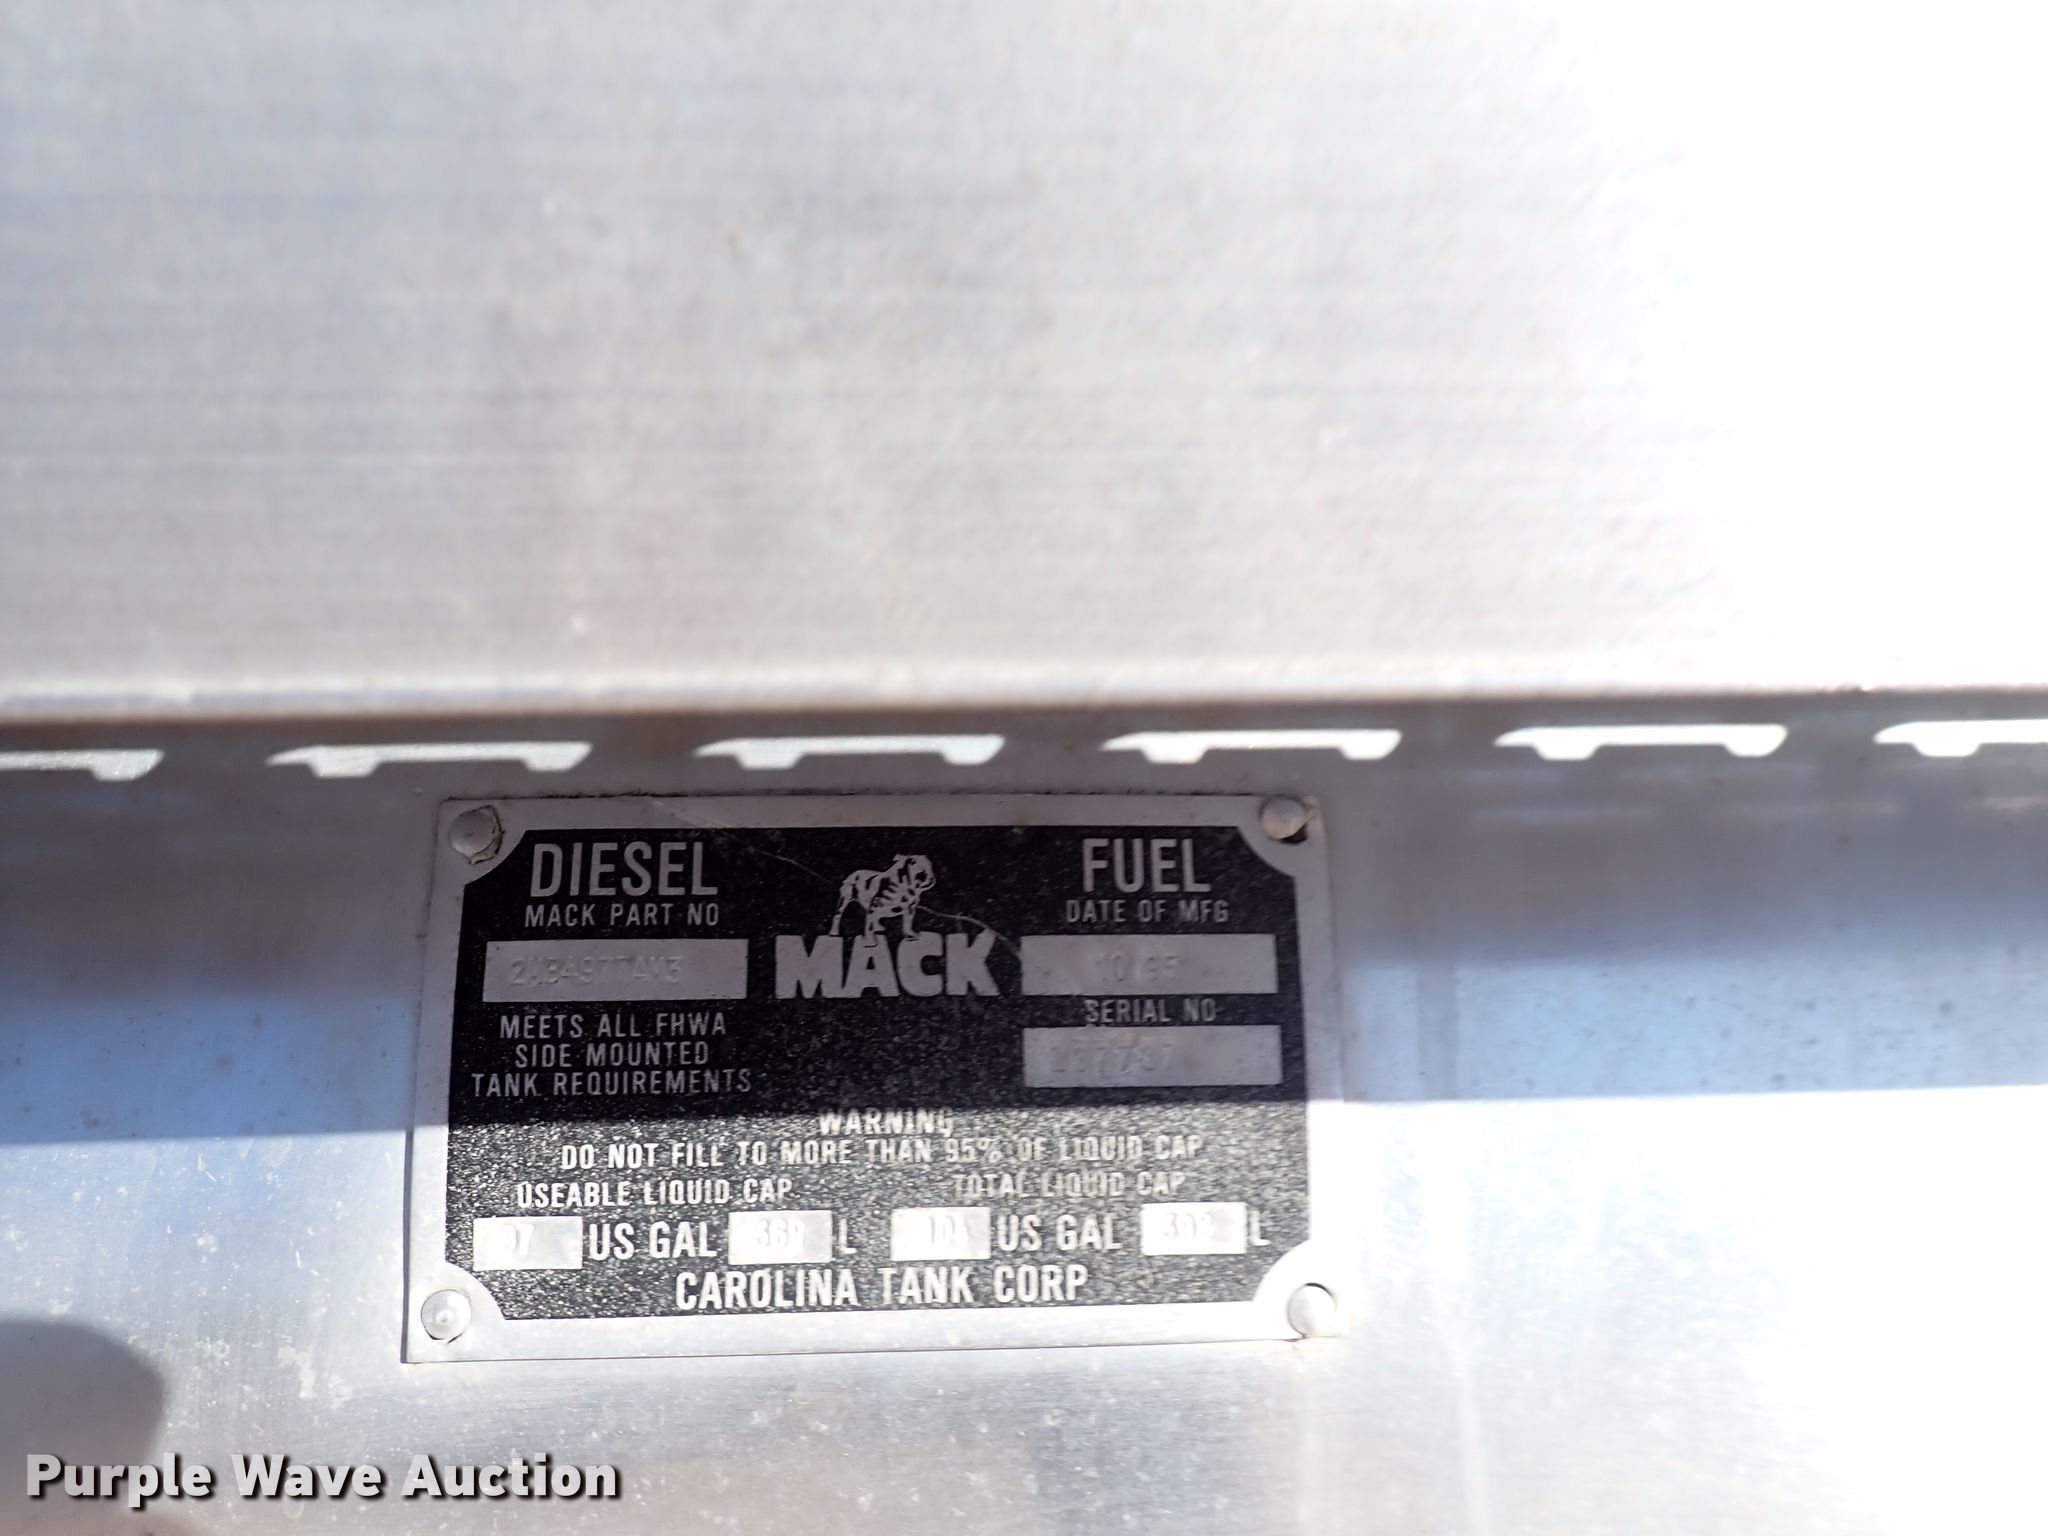 DIESEL
FUEL
MACK PART NO
DATE OF MFG
MACK
10/95
SERIAL NO
MEETS ALL FHWA
SIDE MOUNTED
TANK REQUIREMENTS
WARNING
DO NOT FILL TO MORE THAN 95% OF LIQUID CAP
USEABLE LIQUID CAP
TOTAL LIQUID CAP
US GAL L US GAL L
CAROLINA TANK CORP
Purple Wave Auction